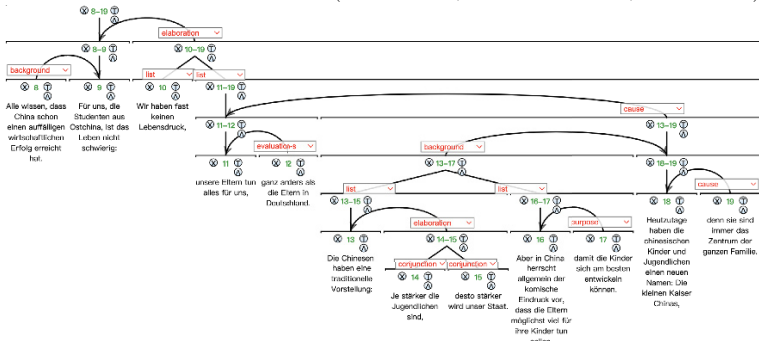 8-19
elaboration
8-9
10-19
background
list
list
8
9
10
11-19
Alle wissen, dass
China schon
einen auffälligen
wirtschaftlichen
Erfolg erreicht
hat.
Für uns, die
Studenten aus
Ostchina, ist das
Leben nicht
schwierig:
Wir haben fast
keinen
Lebensdruck,
cause
11-12
13-19
evaluation-s
background
11
12
13-17
18-19
unsere Eltern tun
alles für uns,
ganz anders als
die Eltern in
Deutschland.
list
list
cause
13-15
16-17
18
19
elaboration
purpose
Heutzutage
haben die
chinesischen
Kinder und
Jugendlichen
einen neuen
Namen: Die
kleinen Kaiser
Chinas,
denn sie sind
immer das
Zentrum der
ganzen Familie.
13
14-15
16
17
Die Chinesen
haben eine
traditionelle
Vorstellung:
conjunction
conjunction
14
15
Je stärker die
Jugendlichen
sind,
desto stärker
wird unser Staat.
Aber in China
herrscht
allgemein der
komische
Eindruck vor,
dass die Eltern
möglichst viel für
ihre Kinder tun
damit die Kinder
sich am besten
entwickeln
können.